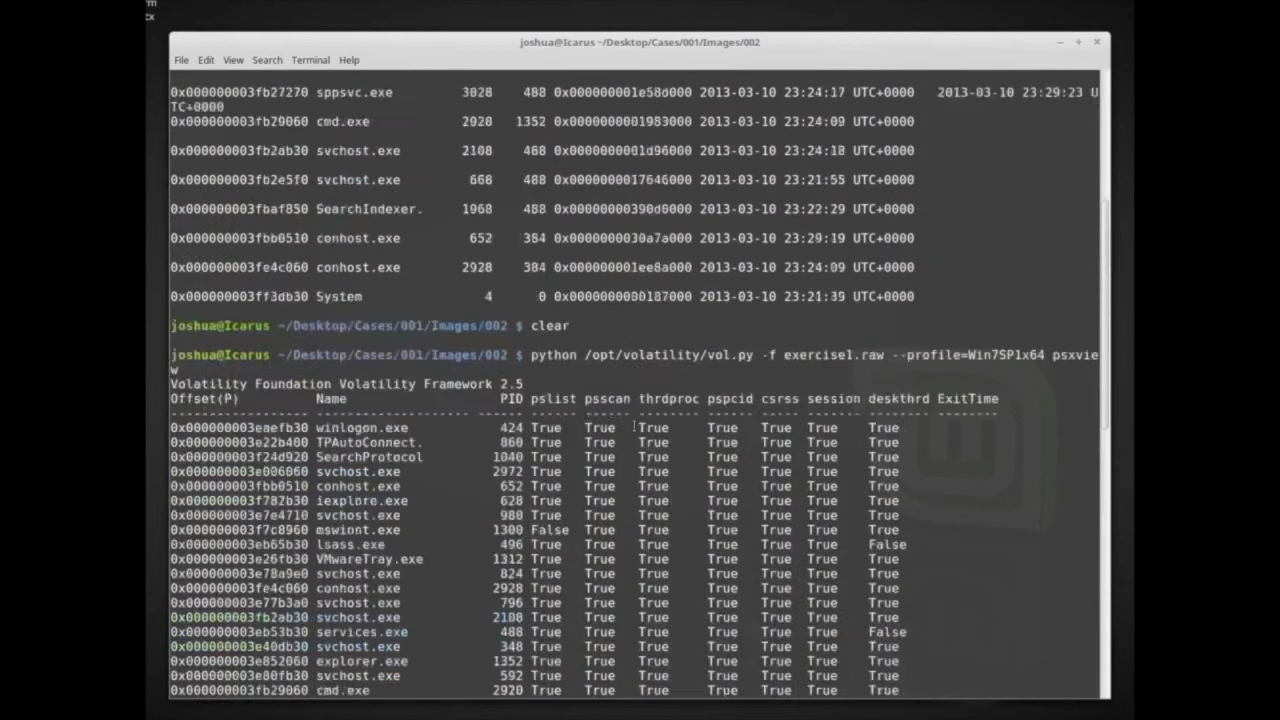 rm
cx
joshua@Icarus ~/Desktop/Cases/001/Images/002
File Edit View Search Terminal Help
0x000000003fb27270 sppsvc.exe 3028 488 0x000000001e58d000 2013-03-10 23:24:17 UTC+0000 2013-03-10 23:29:23 U
TC+0000
0x000000003fb29060 cmd.exe 2920 1352 0x0000000001983000 2013-03-10 23:24:09 UTC+0000
0x000000003fb2ab30 svchost.exe 2108 468 0x0000000001d96000 2013-03-10 23:24:18 UTC+0000
0x000000003fb2e5f0 svchost.exe 668 488 0x0000000017646000 2013-03-10 23:21:55 UTC+0000
0x000000003fbaf850 SearchIndexer. 1968 488 0x00000000390d6000 2013-03-10 23:22:29 UTC+0000
0x000000003fbb0510 conhost.exe 652 384 0x0000000030a7a000 2013-03-10 23:29:19 UTC+0000
0x000000003fe4c060 conhost.exe 2928 384 0x000000001ee8a000 2013-03-10 23:24:09 UTC+0000
0x000000003ff3db30 System 4 0 0x0000000000187000 2013-03-10 23:21:39 UTC+0000
joshua@Icarus ~/Desktop/Cases/001/Images/002 $ clear
joshua@Icarus ~/Desktop/Cases/001/Images/002 $ python /opt/volatility/vol.py -f exercise1.raw --profile=Win7SP1x64 psxvie
w
Volatility Foundation Volatility Framework 2.5
Offset(P) Name PID pslist psscan thrdproc pspcid csrss session deskthrd ExitTime
------------------ -------------------- ------ ------ ------ -------- ------ ----- ------- -------- --------
0x000000003eaefb30 winlogon.exe 424 True True True True True True True
0x000000003e22b400 TPAutoConnect. 860 True True True True True True True
0x000000003f24d920 SearchProtocol 1040 True True True True True True True
0x000000003e006060 svchost.exe 2972 True True True True True True True
0x000000003fbb0510 conhost.exe 652 True True True True True True True
0x000000003f782b30 iexplore.exe 628 True True True True True True True
0x000000003e7e4710 svchost.exe 980 True True True True True True True
0x000000003f7c8960 mswinnt.exe 1300 False True True True True True True
0x000000003eb65b30 lsass.exe 496 True True True True True True False
0x000000003e26fb30 VMwareTray.exe 1312 True True True True True True True
0x000000003e78a9e0 svchost.exe 824 True True True True True True True
0x000000003fe4c060 conhost.exe 2928 True True True True True True True
0x000000003e77b3a0 svchost.exe 796 True True True True True True True
0x000000003fb2ab30 svchost.exe 2108 True True True True True True True
0x000000003eb53b30 services.exe 488 True True True True True True False
0x000000003e40db30 svchost.exe 348 True True True True True True True
0x000000003e852060 explorer.exe 1352 True True True True True True True
0x000000003e80fb30 svchost.exe 592 True True True True True True True
0x000000003fb29060 cmd.exe 2920 True True True True True True True